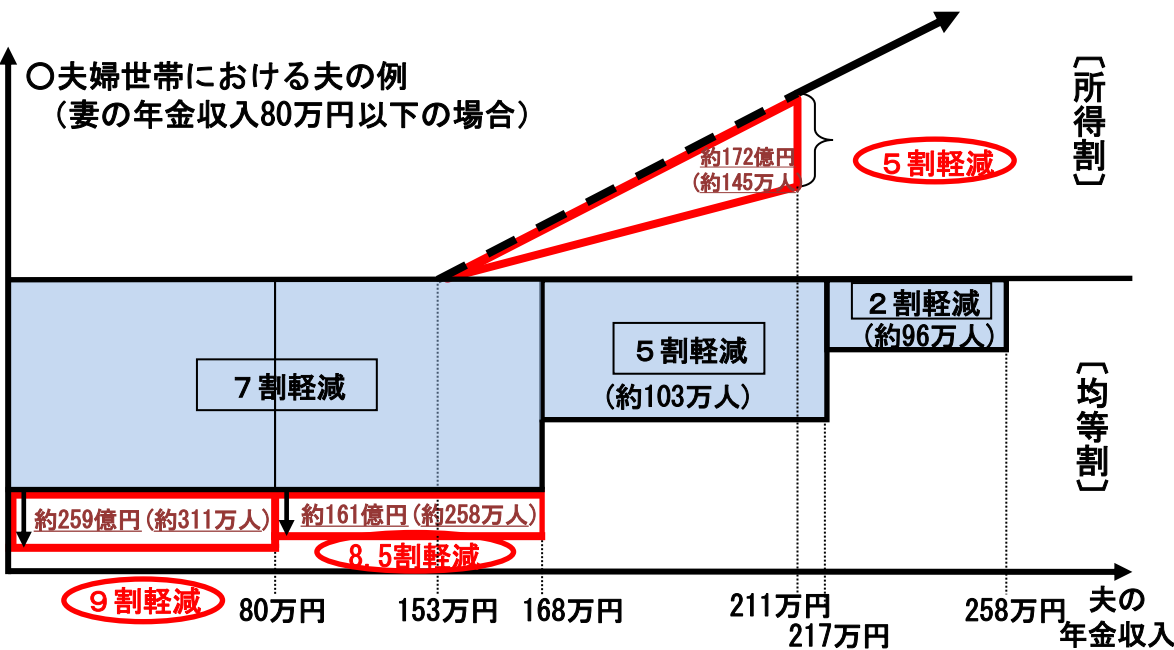 ○夫婦世帯における夫の例
（妻の年金収入80万円以下の場合）
〔所得割〕
約172億円
（約145万人）
５割軽減
２割軽減
（約96万人）
５割軽減
（約103万人）
７割軽減
〔均等割〕
約259億円（約311万人）
約161億円（約258万人）
8.5割軽減
９割軽減
80万円
153万円
168万円
211万円
217万円
258万円
夫の
年金収入